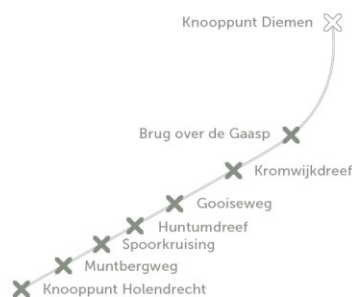 Knooppunt Diemen
Brug over de Gaasp
Kromwijkdreef
Gooiseweg
Huntumdreef
Spoorkruising
Muntbergweg
Knooppunt Holendrecht